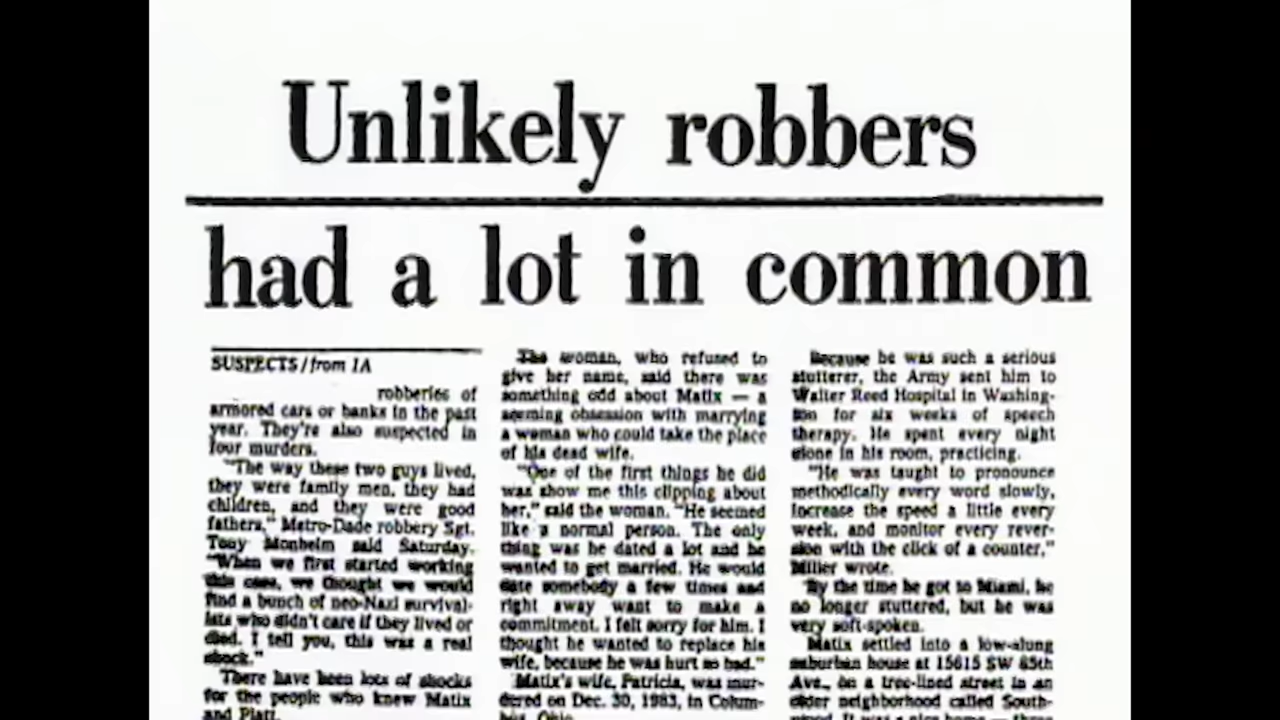 Unlikely robbers
had a lot in common
SUSPECTS / from 1A
robberies of
armored cars or banks in the past
year. They're also suspected in
four murders.
"The way these two guys lived,
they were family men, they had
children, and they were good
fathers," Metro-Dade robbery Sgt.
Tony Monheim said Saturday.
"When we first started working
this case, we thought we would
find a bunch of neo-Nazi survival-
ists who didn't care if they lived or
died. I tell you, this was a real
shock."
There have been lots of shocks
for the people who knew Matix
and Platt.
The woman, who refused to
give her name, said there was
something odd about Matix — a
seeming obsession with marrying
a woman who could take the place
of his dead wife.
"One of the first things he did
was show me this clipping about
her," said the woman. "He seemed
like a normal person. The only
thing was he dated a lot and he
wanted to get married. He would
date somebody a few times and
right away want to make a
commitment. I felt sorry for him. I
thought he wanted to replace his
wife, because he was hurt so bad."
Matix's wife, Patricia, was mur-
dered on Dec. 30, 1983, in Colum-
bus, Ohio.
Because he was such a serious
stutterer, the Army sent him to
Walter Reed Hospital in Washing-
ton for six weeks of speech
therapy. He spent every night
alone in his room, practicing.
"He was taught to pronounce
methodically every word slowly,
increase the speed a little every
week, and monitor every rever-
sion with the click of a counter,"
Miller wrote.
By the time he got to Miami, he
no longer stuttered, but he was
very soft-spoken.
Matix settled into a low-slung
suburban house at 15615 SW 85th
Ave., on a tree-lined street in an
older neighborhood called South-
wood. It was a nice home — three